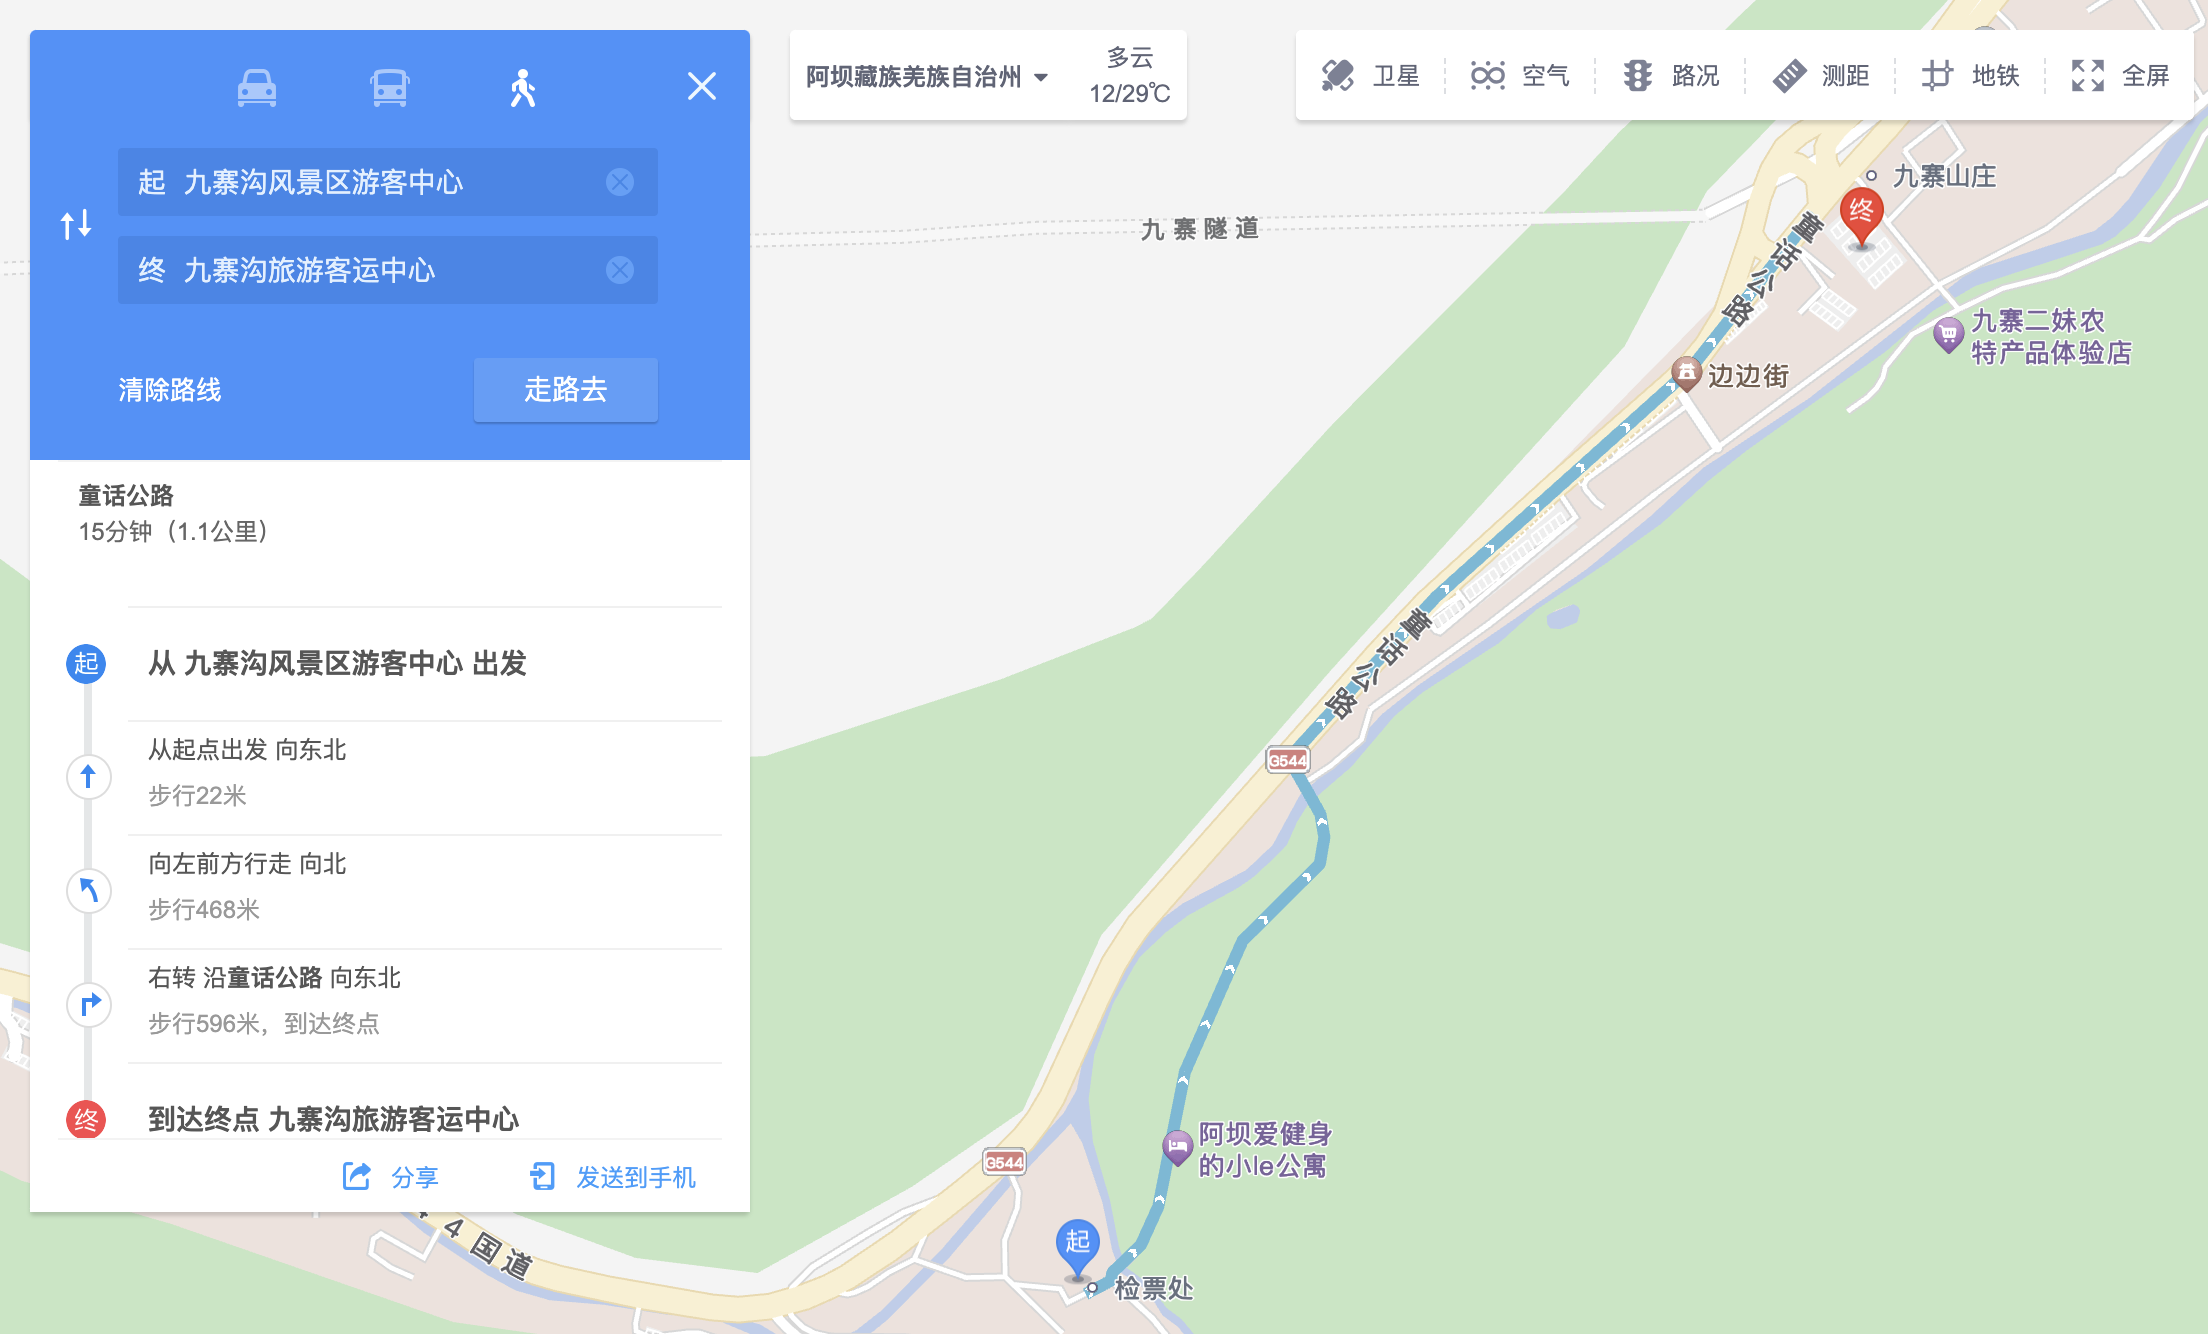 起 九寨沟风景区游客中心
终 九寨沟旅游客运中心
清除路线
走路去
童话公路
15分钟（1.1公里）
起
从 九寨沟风景区游客中心 出发
从起点出发 向东北
步行22米
向左前方行走 向北
步行468米
右转 沿童话公路 向东北
步行596米，到达终点
终
到达终点 九寨沟旅游客运中心
分享
发送到手机
阿坝藏族羌族自治州
多云
12/29℃
卫星
空气
路况
测距
地铁
全屏
九寨山庄
终
九寨隧道
童话公路
九寨二妹农
特产品体验店
边边街
童话公路
G544
阿坝爱健身
的小le公寓
G544
起
检票处
4国道